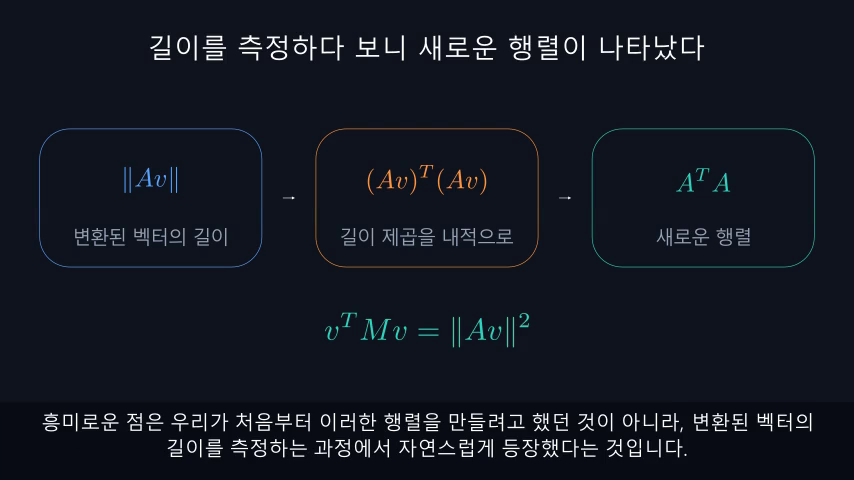 길이를 측정하다 보니 새로운 행렬이 나타났다
‖Av‖ → (Av)^T(Av) → A^T A
변환된 벡터의 길이 길이 제곱을 내적으로 새로운 행렬
v^T Mv = ‖Av‖^2
흥미로운 점은 우리가 처음부터 이러한 행렬을 만들려고 했던 것이 아니라, 변환된 벡터의
길이를 측정하는 과정에서 자연스럽게 등장했다는 것입니다.